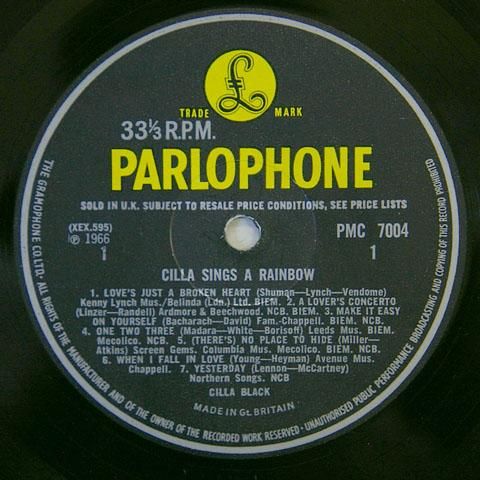 £
TRADE MARK
33⅓ R.P.M.
PARLOPHONE
SOLD IN U.K. SUBJECT TO RESALE PRICE CONDITIONS, SEE PRICE LISTS
(XEX.595)
Ⓟ 1966
1
PMC 7004
1
CILLA SINGS A RAINBOW
1. LOVE'S JUST A BROKEN HEART (Shuman—Lynch—Vendome)
Kenny Lynch Mus./Belinda (Ldn.) Ltd. BIEM. 2. A LOVER'S CONCERTO
(Linzer—Randell) Ardmore & Beechwood. NCB. BIEM. 3. MAKE IT EASY
ON YOURSELF (Bacharach—David) Fam.-Chappell. BIEM. NCB.
4. ONE TWO THREE (Madara—White—Borisoff) Leeds Mus. BIEM.
Mecolico. NCB. 5. (THERE'S) NO PLACE TO HIDE (Miller—
Atkins) Screen Gems. Columbia Mus. Mecolico. BIEM. NCB.
6. WHEN I FALL IN LOVE (Young—Heyman) Avenue Mus.
Chappell. 7. YESTERDAY (Lennon—McCartney)
Northern Songs. NCB
CILLA BLACK
MADE IN Gt. BRITAIN
THE GRAMOPHONE CO. LTD. · ALL RIGHTS OF THE MANUFACTURER AND OF THE OWNER OF THE RECORDED WORK RESERVED · UNAUTHORISED PUBLIC PERFORMANCE BROADCASTING AND COPYING OF THIS RECORD PROHIBITED